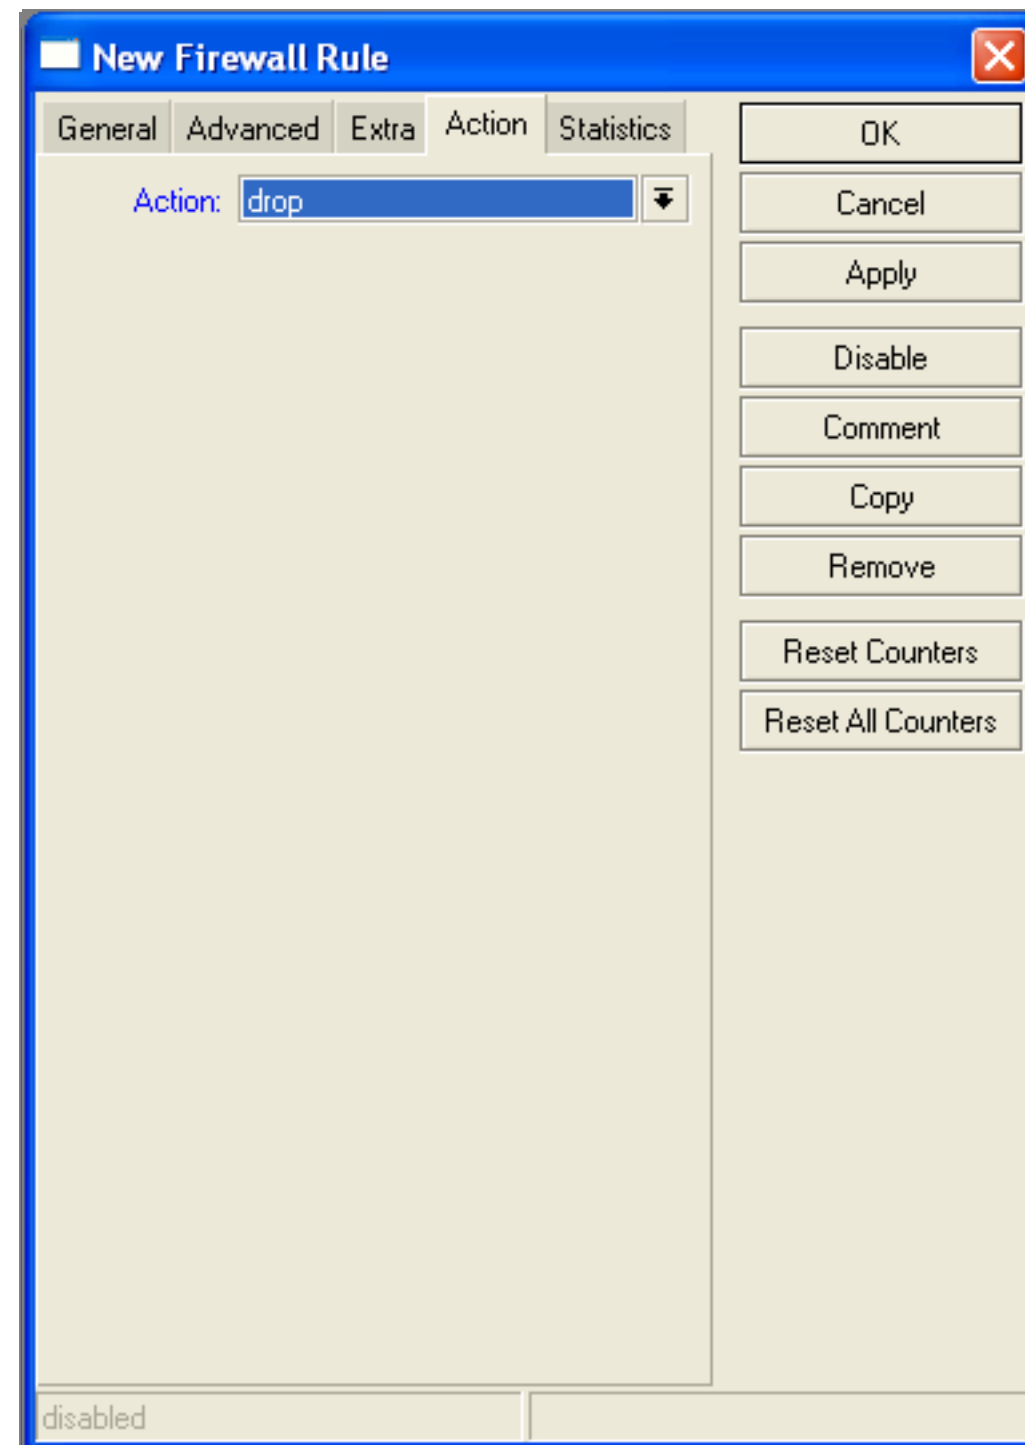 New Firewall Rule
General Advanced Extra Action Statistics
Action: drop
OK
Cancel
Apply
Disable
Comment
Copy
Remove
Reset Counters
Reset All Counters
disabled